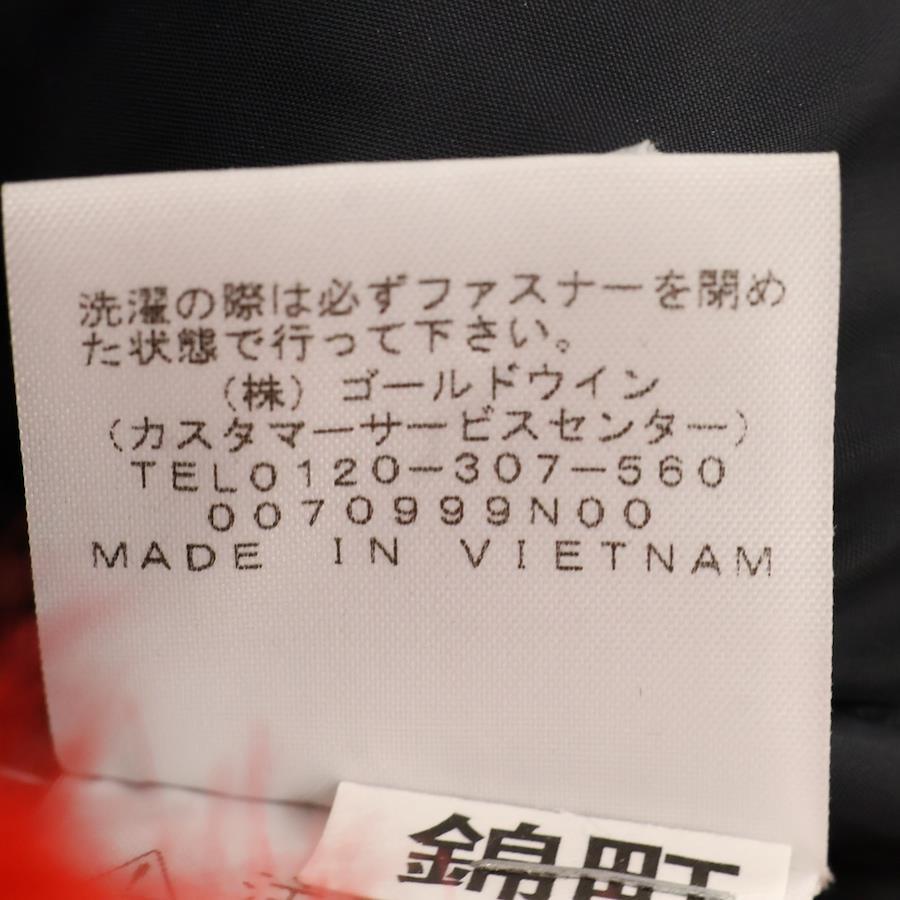 洗濯の際は必ずファスナーを閉め
た状態で行って下さい。
(株) ゴールドウイン
(カスタマーサービスセンター)
TEL0120-307-560
0070999N00
MADE IN VIETNAM
錦町